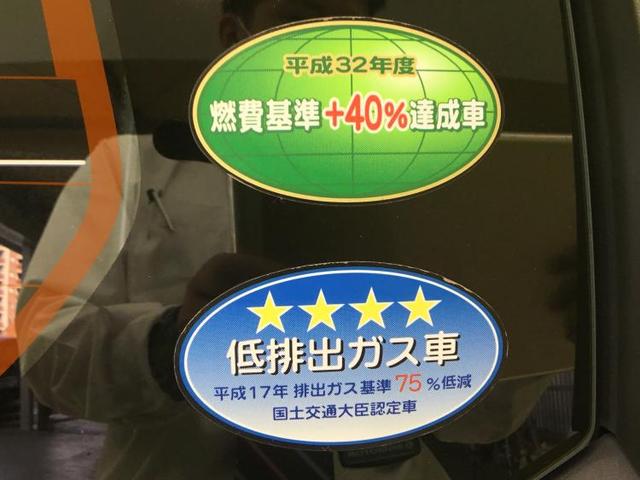 平成32年度
燃費基準+40%達成車
低排出ガス車
平成17年 排出ガス基準 75 %低減
国土交通大臣認定車